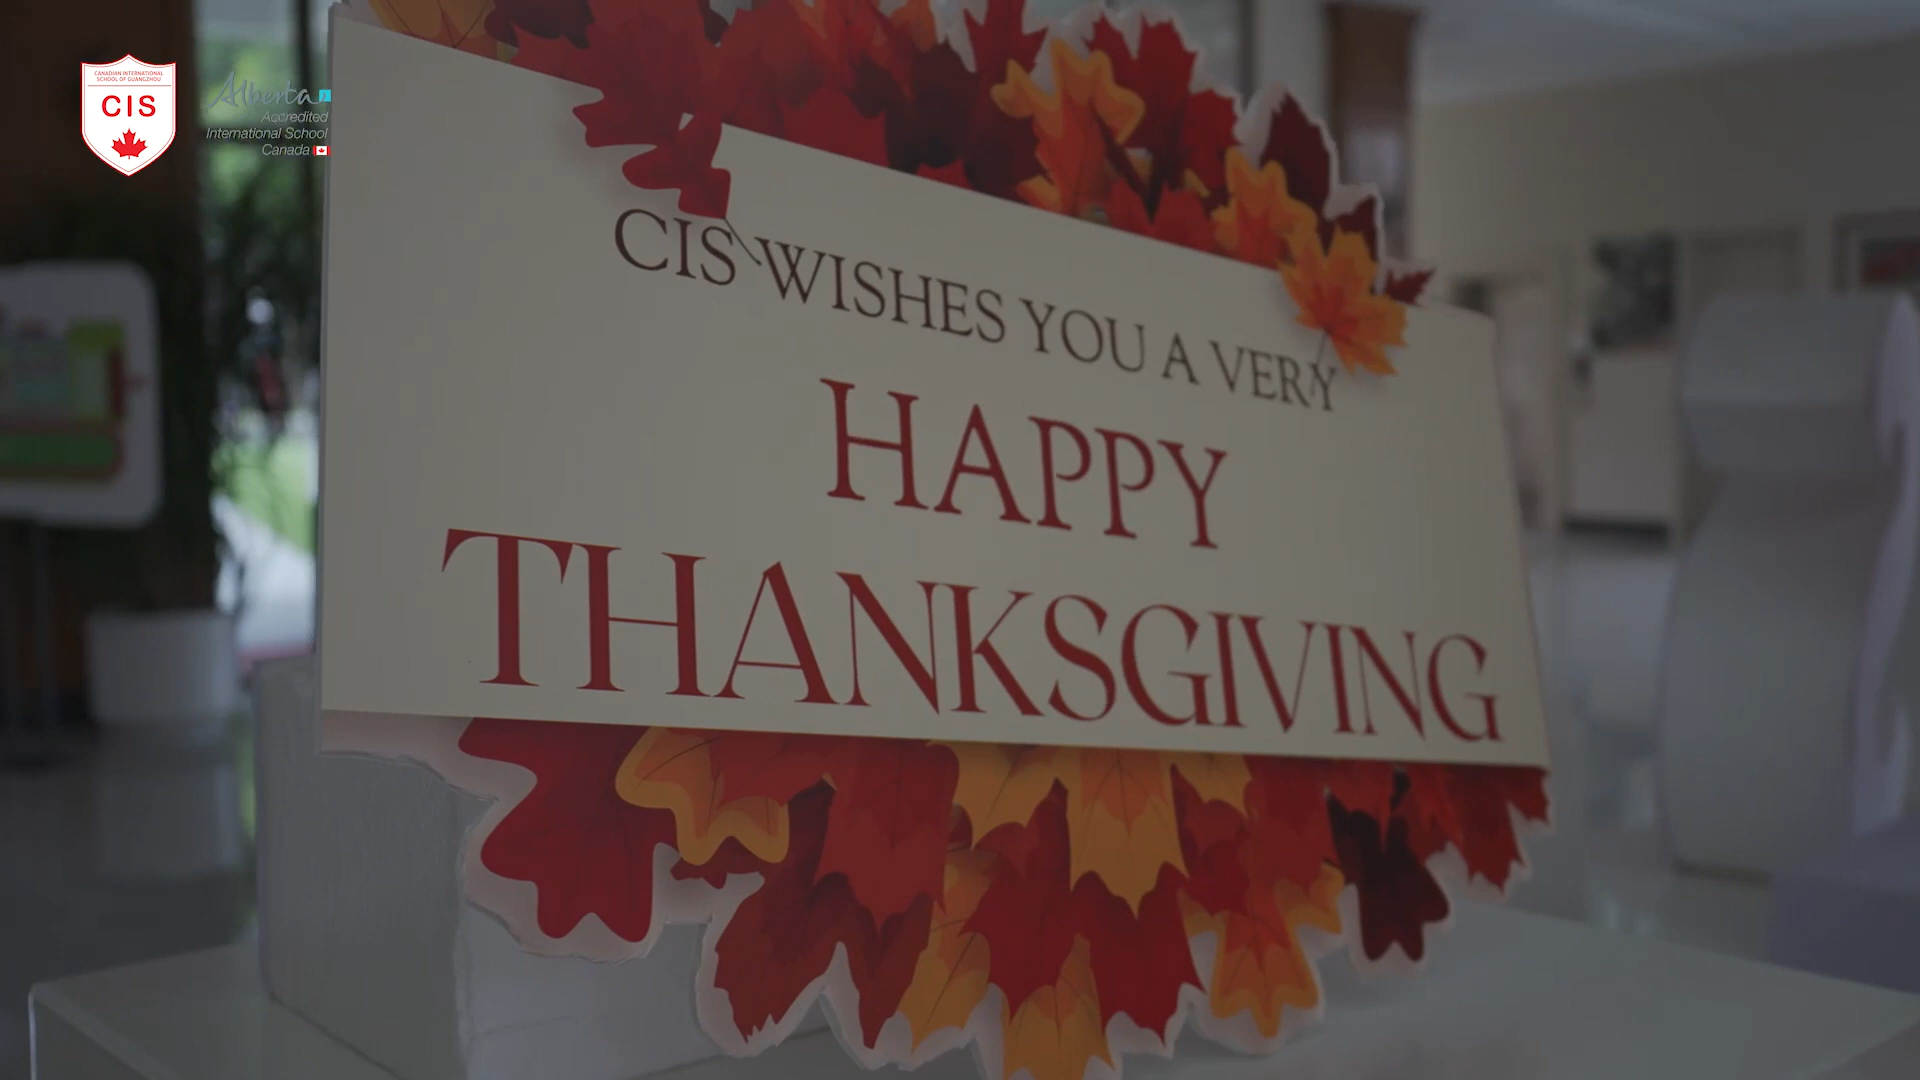 CANADIAN INTERNATIONAL
SCHOOL OF GUANGZHOU
CIS
Alberta
Accredited
International School
Canada
CIS WISHES YOU A VERY
HAPPY
THANKSGIVING